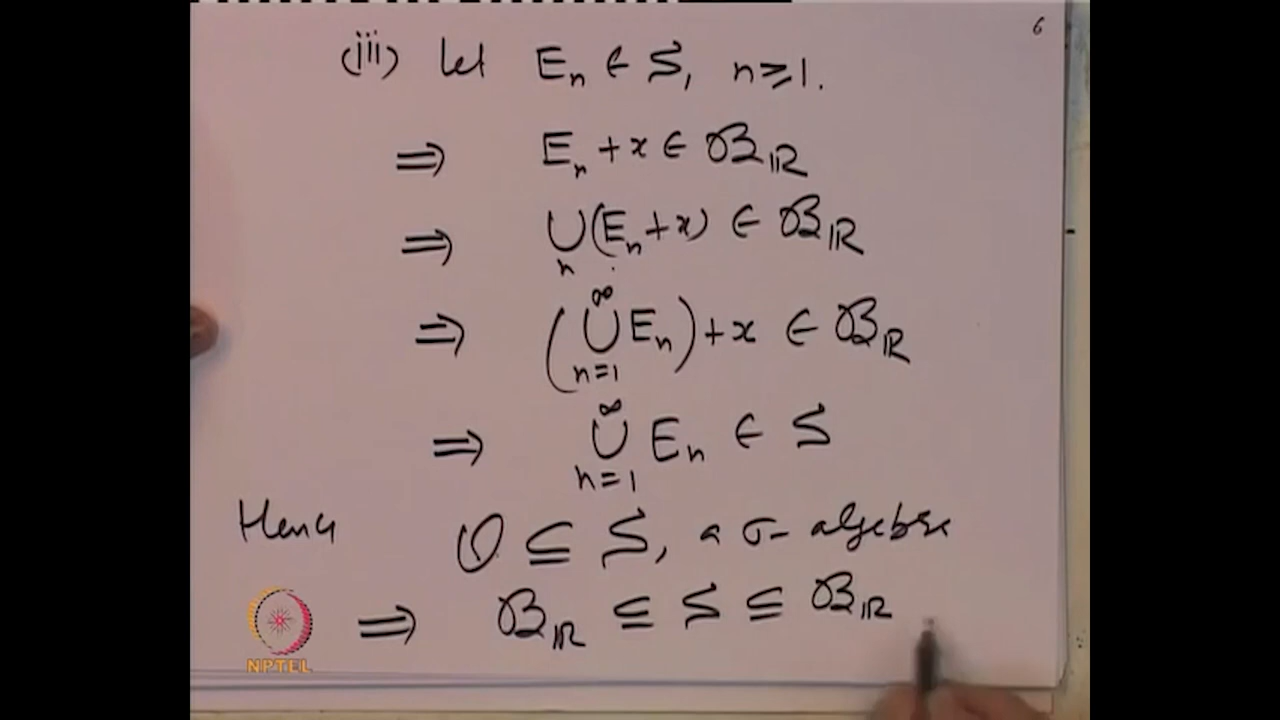 6
(iii) Let Eₙ ∈ S, n ≥ 1.
⇒ Eₙ + x ∈ 𝓑_ℝ
⇒ ⋃ₙ (Eₙ + x) ∈ 𝓑_ℝ
⇒ (⋃_{n=1}^∞ Eₙ) + x ∈ 𝓑_ℝ
⇒ ⋃_{n=1}^∞ Eₙ ∈ S
Hence 𝒪 ⊆ S, a σ-algebra
⇒ 𝓑_ℝ ⊆ S ⊆ 𝓑_ℝ
NPTEL